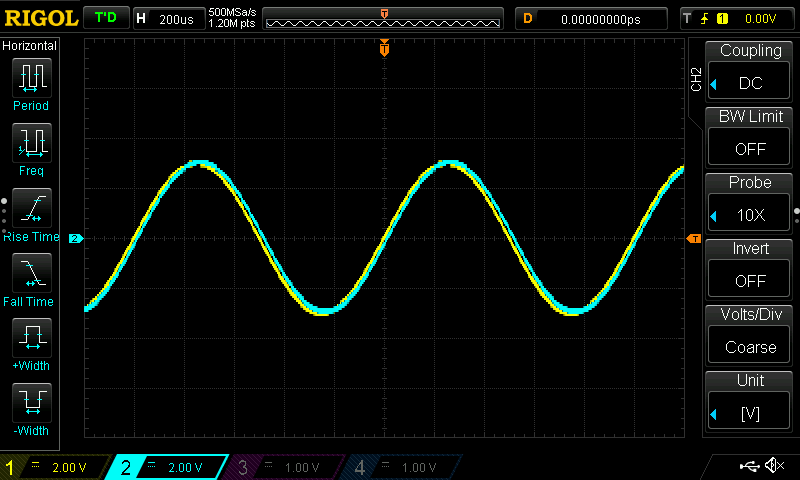 RIGOL T'D H 200us 500MSa/s D 0.00000000ps T 1 0.00V
1.20M pts
T
Horizontal
Period
Freq
Rise Time
Fall Time
+Width
-Width
T
2
T
CH2
Coupling
DC
BW Limit
OFF
Probe
10X
Invert
OFF
Volts/Div
Coarse
Unit
[V]
1 2.00 V 2 2.00 V 3 1.00 V 4 1.00 V